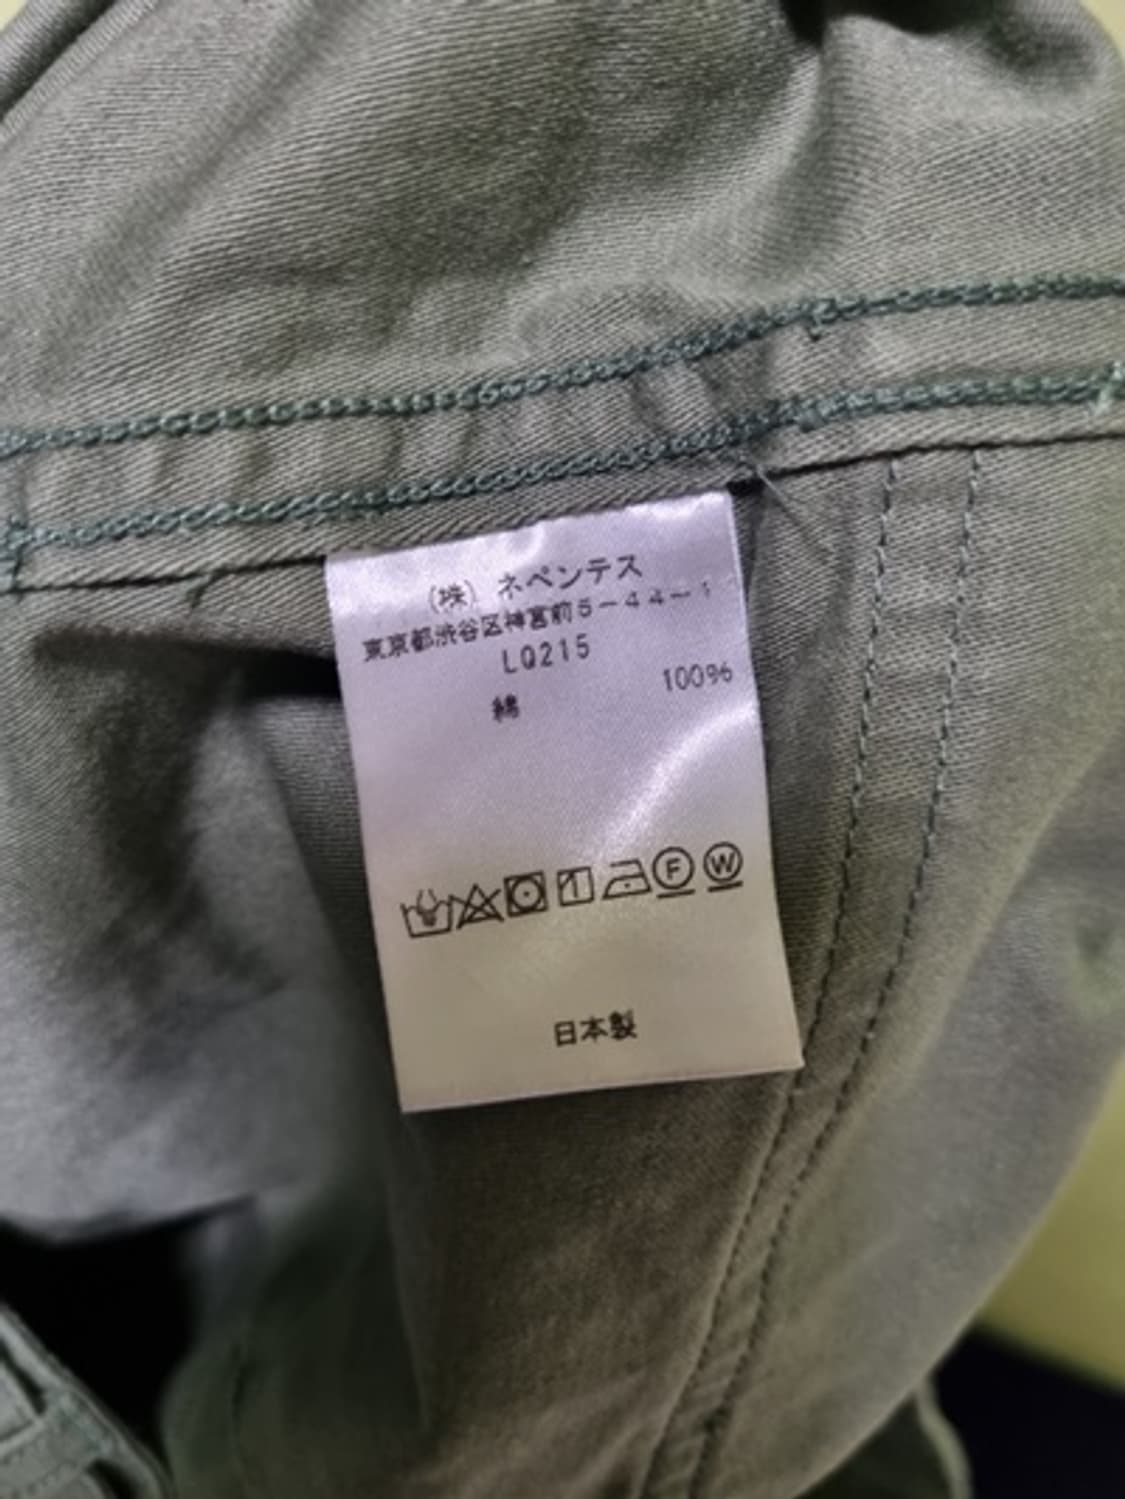 (株) ネペンテス
東京都渋谷区神宮前5-44-1
LQ215
綿 100%
F W
日本製